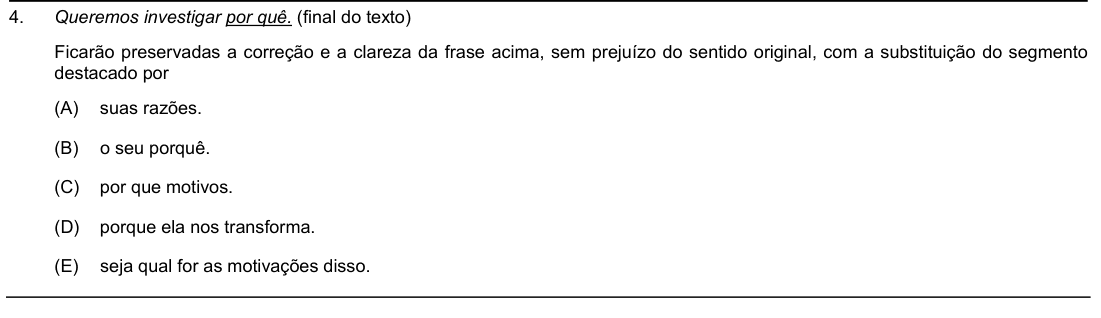 4. Queremos investigar por quê. (final do texto)
Ficarão preservadas a correção e a clareza da frase acima, sem prejuízo do sentido original, com a substituição do segmento
destacado por
(A) suas razões.
(B) o seu porquê.
(C) por que motivos.
(D) porque ela nos transforma.
(E) seja qual for as motivações disso.